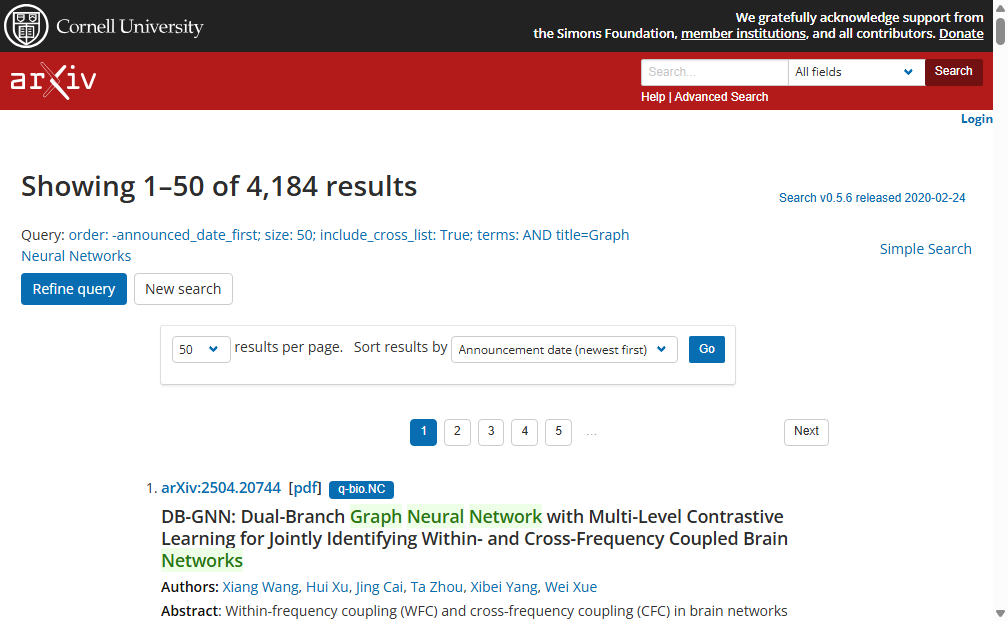 Cornell University
We gratefully acknowledge support from
the Simons Foundation, member institutions, and all contributors. Donate
arXiv
Search...
All fields
Search
Help | Advanced Search
Login
Showing 1–50 of 4,184 results
Search v0.5.6 released 2020-02-24
Query: order: -announced_date_first; size: 50; include_cross_list: True; terms: AND title=Graph
Neural Networks
Simple Search
Refine query
New search
50 results per page. Sort results by Announcement date (newest first) Go
1 2 3 4 5 ... Next
1. arXiv:2504.20744 [pdf] q-bio.NC
DB-GNN: Dual-Branch Graph Neural Network with Multi-Level Contrastive
Learning for Jointly Identifying Within- and Cross-Frequency Coupled Brain
Networks
Authors: Xiang Wang, Hui Xu, Jing Cai, Ta Zhou, Xibei Yang, Wei Xue
Abstract: Within-frequency coupling (WFC) and cross-frequency coupling (CFC) in brain networks